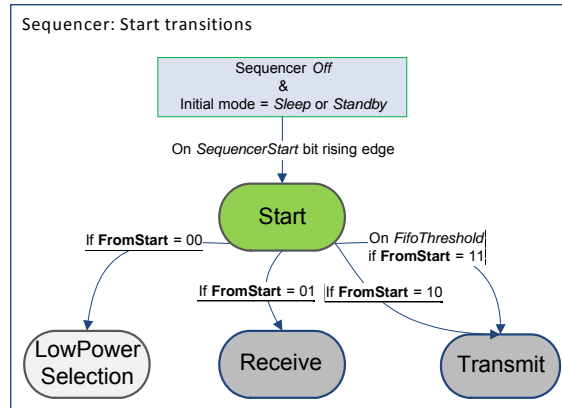 Sequencer: Start transitions
Sequencer Off
&
Initial mode = Sleep or Standby
On SequencerStart bit rising edge
Start
If FromStart = 00
On FifoThreshold
if FromStart = 11
If FromStart = 01
If FromStart = 10
LowPower
Selection
Receive
Transmit